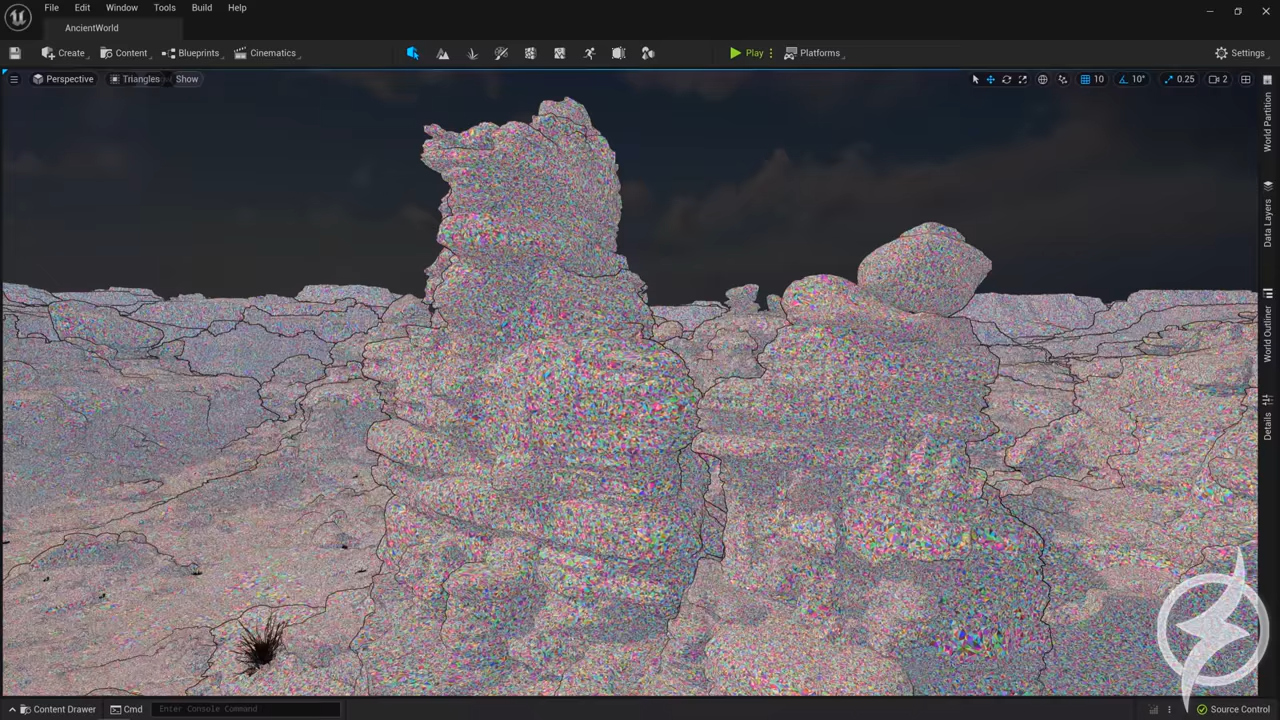 File Edit Window Tools Build Help
AncientWorld
Create Content Blueprints Cinematics Play Platforms Settings
Perspective Triangles Show 10 10° 0.25 2
World Partition
Data Layers
World Outliner
Details
Content Drawer Cmd Enter Console Command Source Control